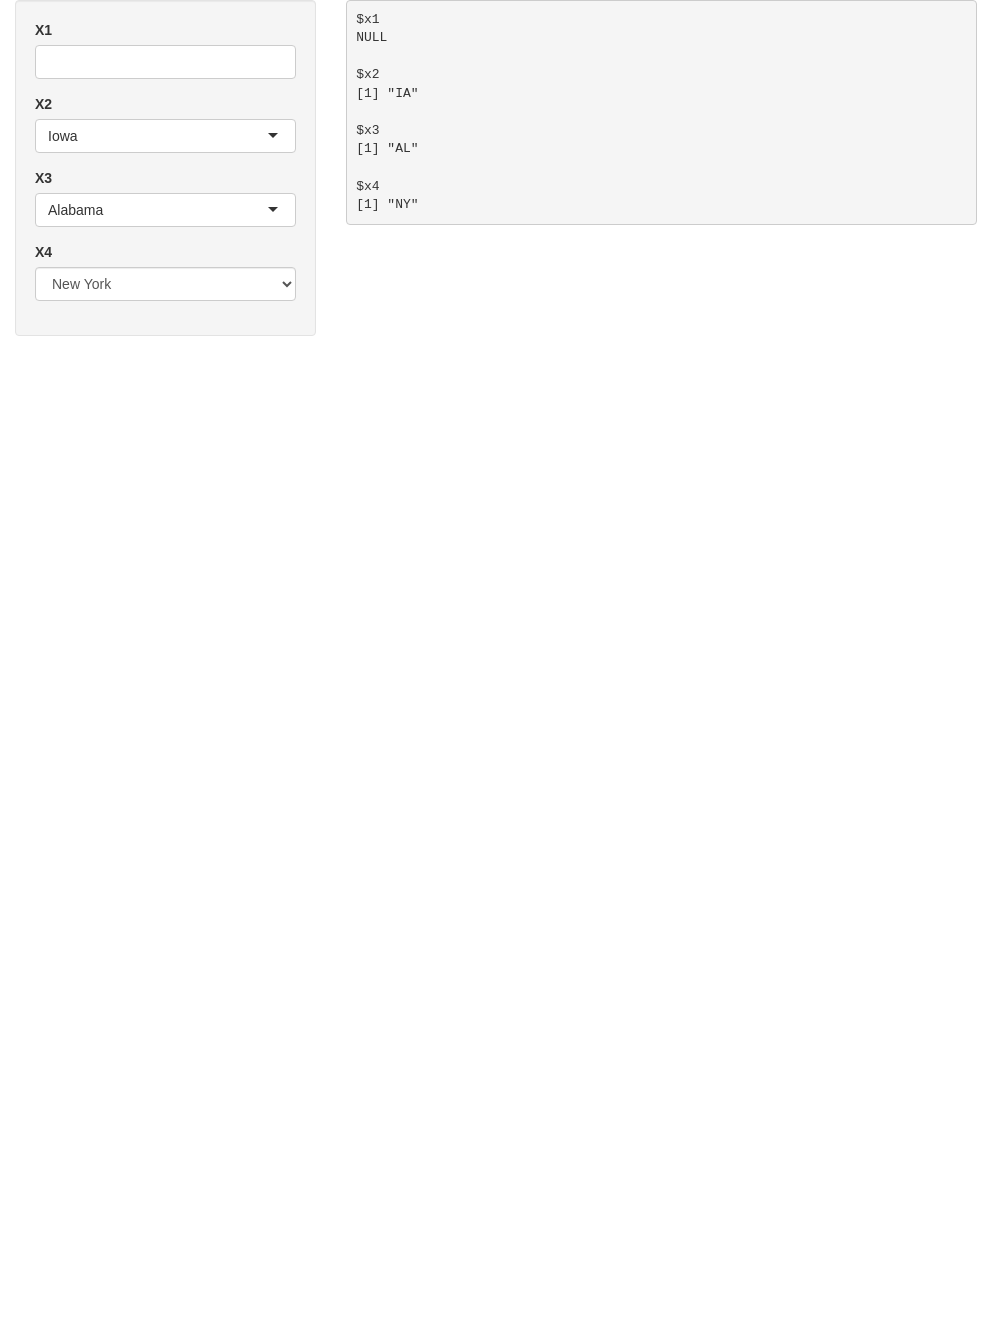 X1
X2
Iowa
X3
Alabama
X4
New York
$x1
NULL
$x2
[1] "IA"
$x3
[1] "AL"
$x4
[1] "NY"